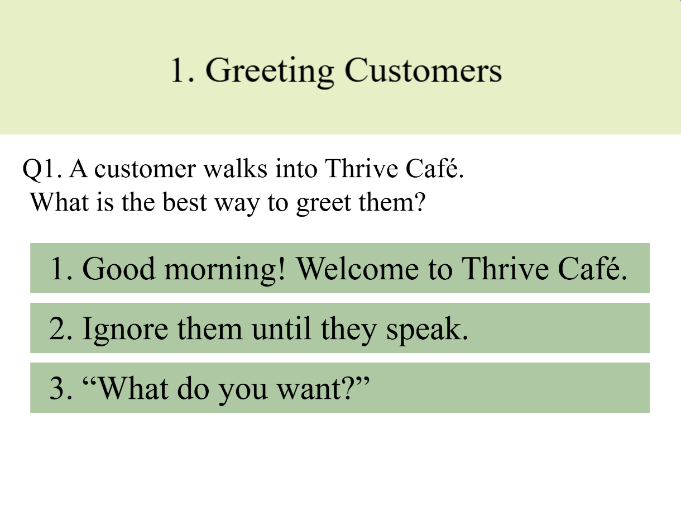 1. Greeting Customers
Q1. A customer walks into Thrive Café.
What is the best way to greet them?
1. Good morning! Welcome to Thrive Café.
2. Ignore them until they speak.
3. “What do you want?”